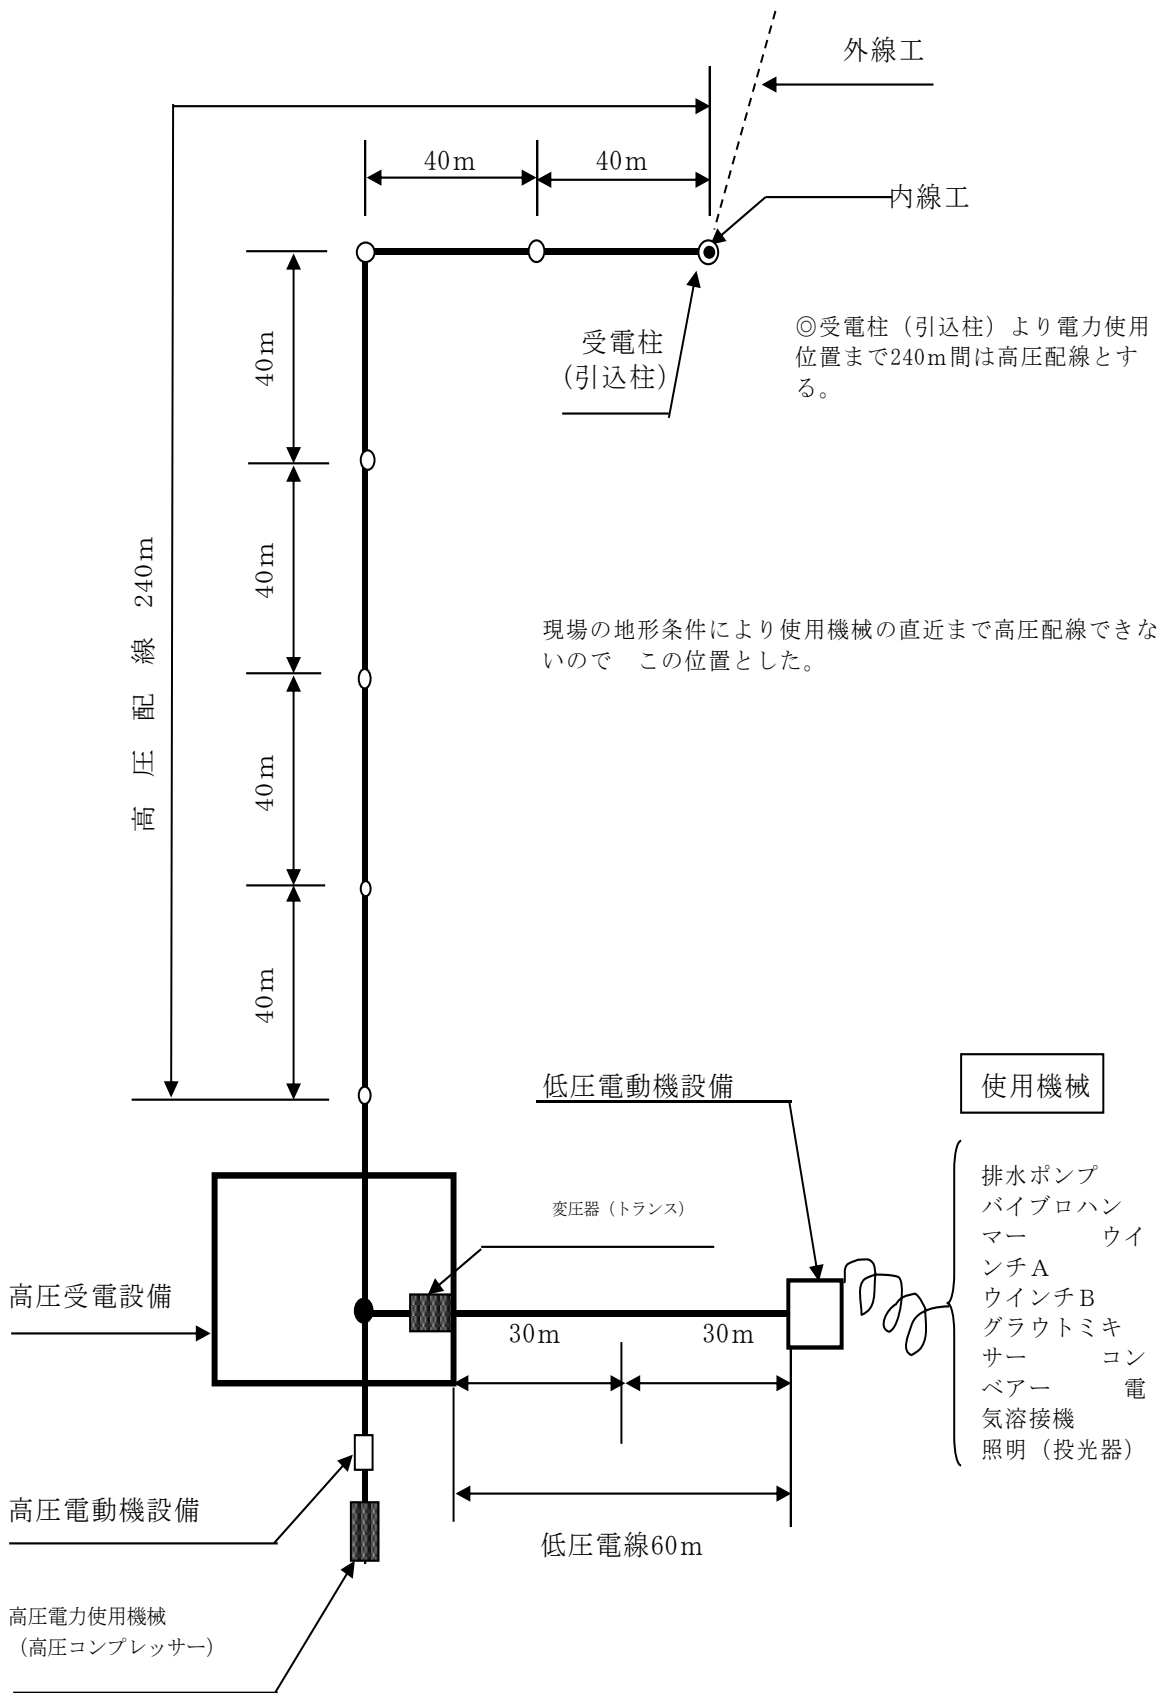 外線工
40m
40m
内線工
受電柱
(引込柱)
◎受電柱（引込柱）より電力使用
位置まで240m間は高圧配線とす
る。
40m
40m
高圧配線 240m
現場の地形条件により使用機械の直近まで高圧配線できな
いので　この位置とした。
40m
40m
低圧電動機設備
使用機械
変圧器（トランス）
排水ポンプ
バイブロハン
マー　　　ウイ
ンチＡ
ウインチＢ
グラウトミキ
サー　　　コン
ベアー　　　電
気溶接機
照明（投光器）
高圧受電設備
30m
30m
高圧電動機設備
低圧電線60m
高圧電力使用機械
（高圧コンプレッサー）